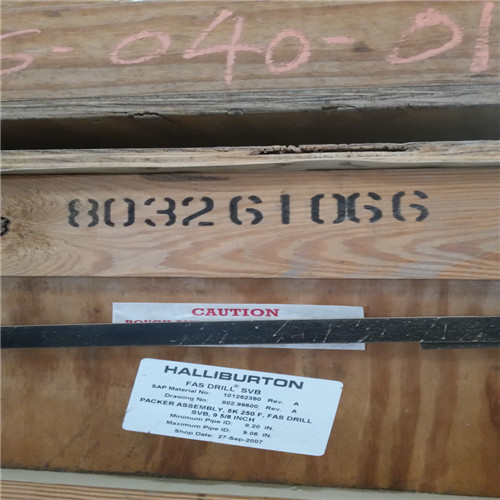 S-040-01
803261066
CAUTION
HALLIBURTON
FAS DRILL® SVB
SAP Material No: 101262350 Rev. A
Drawing No: 602.99600 Rev. A
PACKER ASSEMBLY, 5K 250 F, FAS DRILL
SVB, 9 5/8 INCH
Minimum Pipe ID: 8.20 IN.
Maximum Pipe ID: 9.06 IN.
Shop Date: 27-Sep-2007